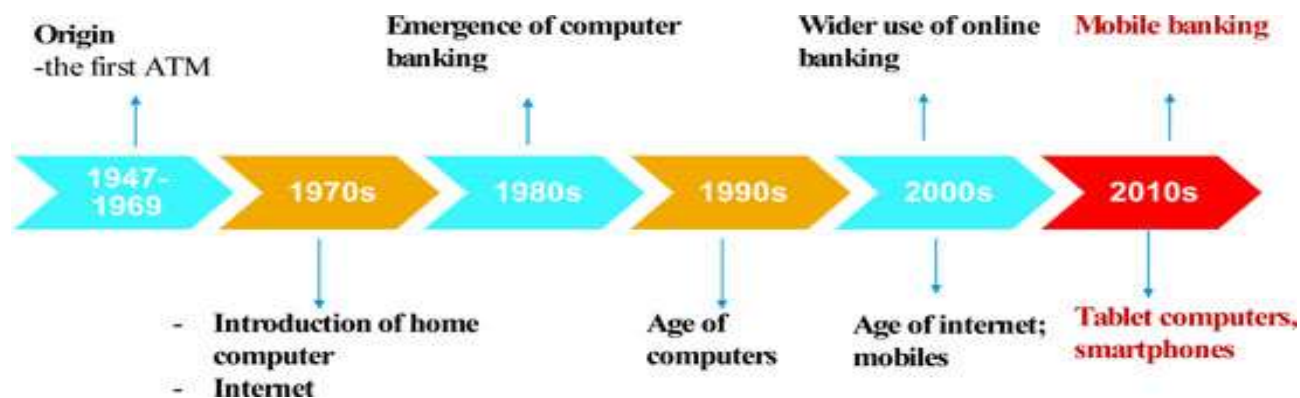 Origin
-the first ATM
Emergence of computer
banking
Wider use of online
banking
Mobile banking
1947-
1969
1970s
1980s
1990s
2000s
2010s
- Introduction of home
computer
- Internet
Age of
computers
Age of internet;
mobiles
Tablet computers,
smartphones